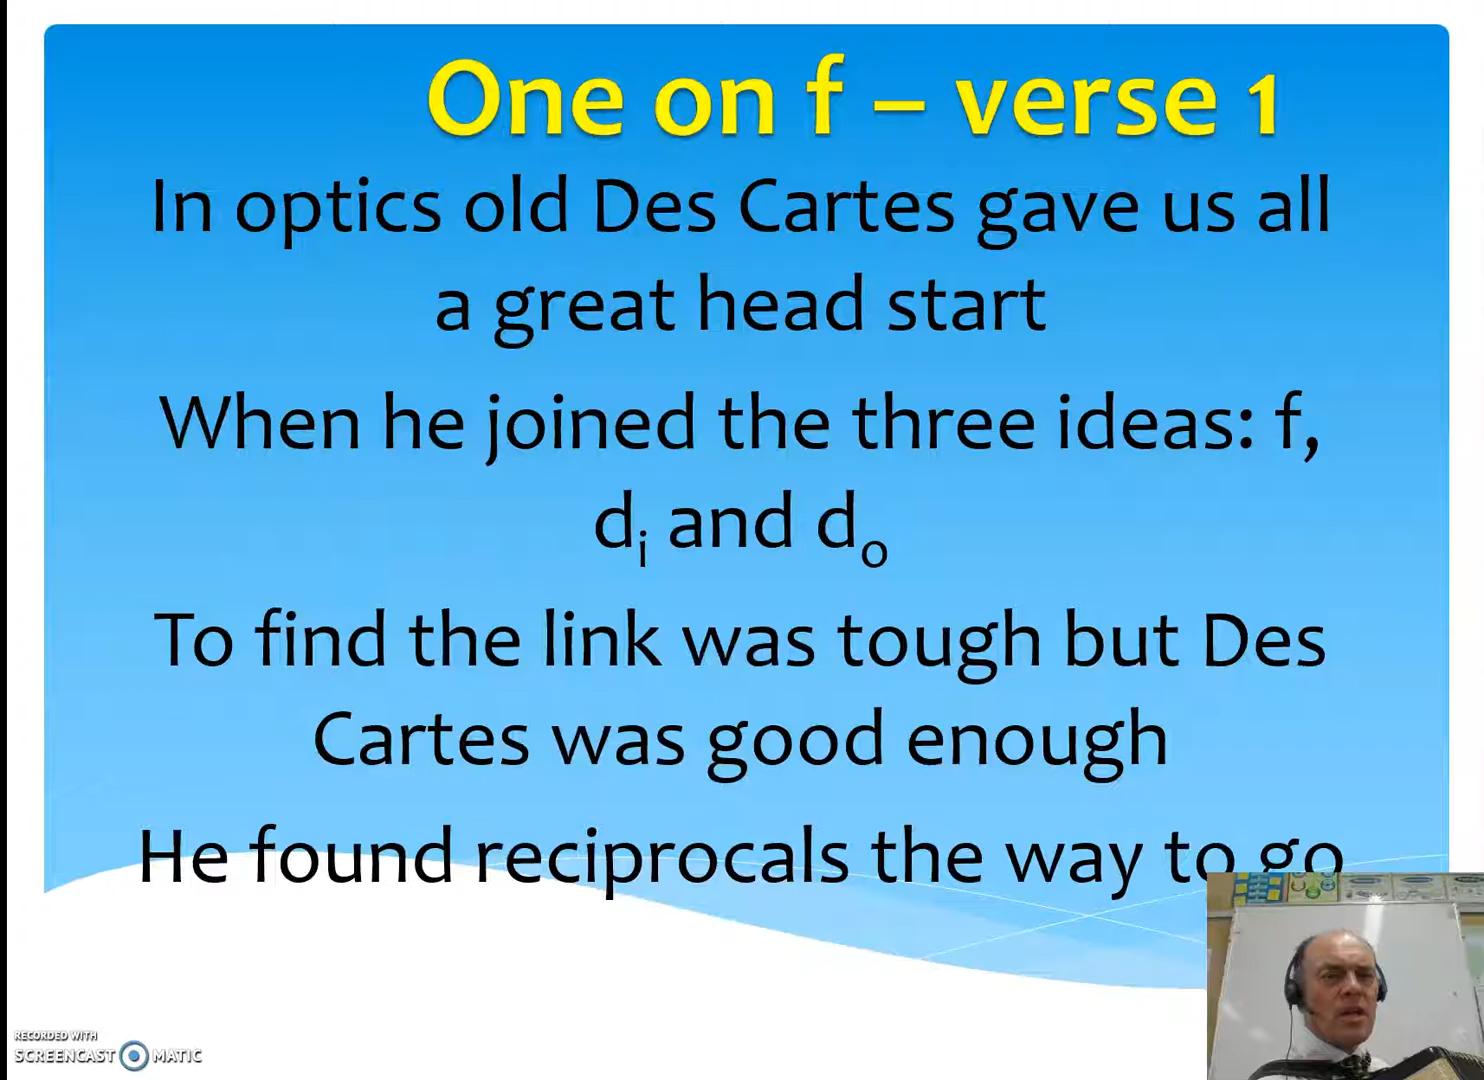 One on f – verse 1
In optics old Des Cartes gave us all
a great head start
When he joined the three ideas: f,
di and do
To find the link was tough but Des
Cartes was good enough
He found reciprocals the way to go
RECORDED WITH
SCREENCAST MATIC